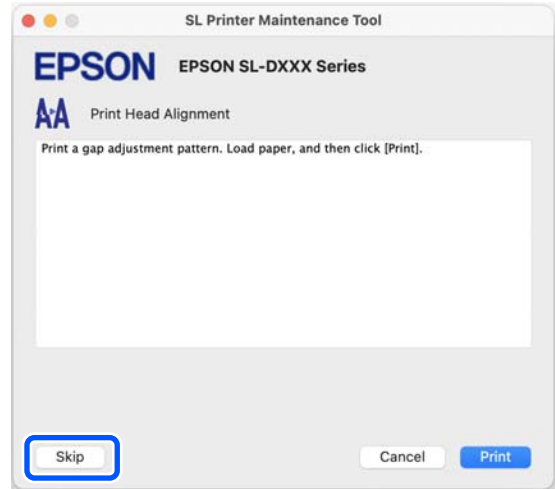 SL Printer Maintenance Tool
EPSON EPSON SL-DXXX Series
Print Head Alignment
Print a gap adjustment pattern. Load paper, and then click [Print].
Skip Cancel Print